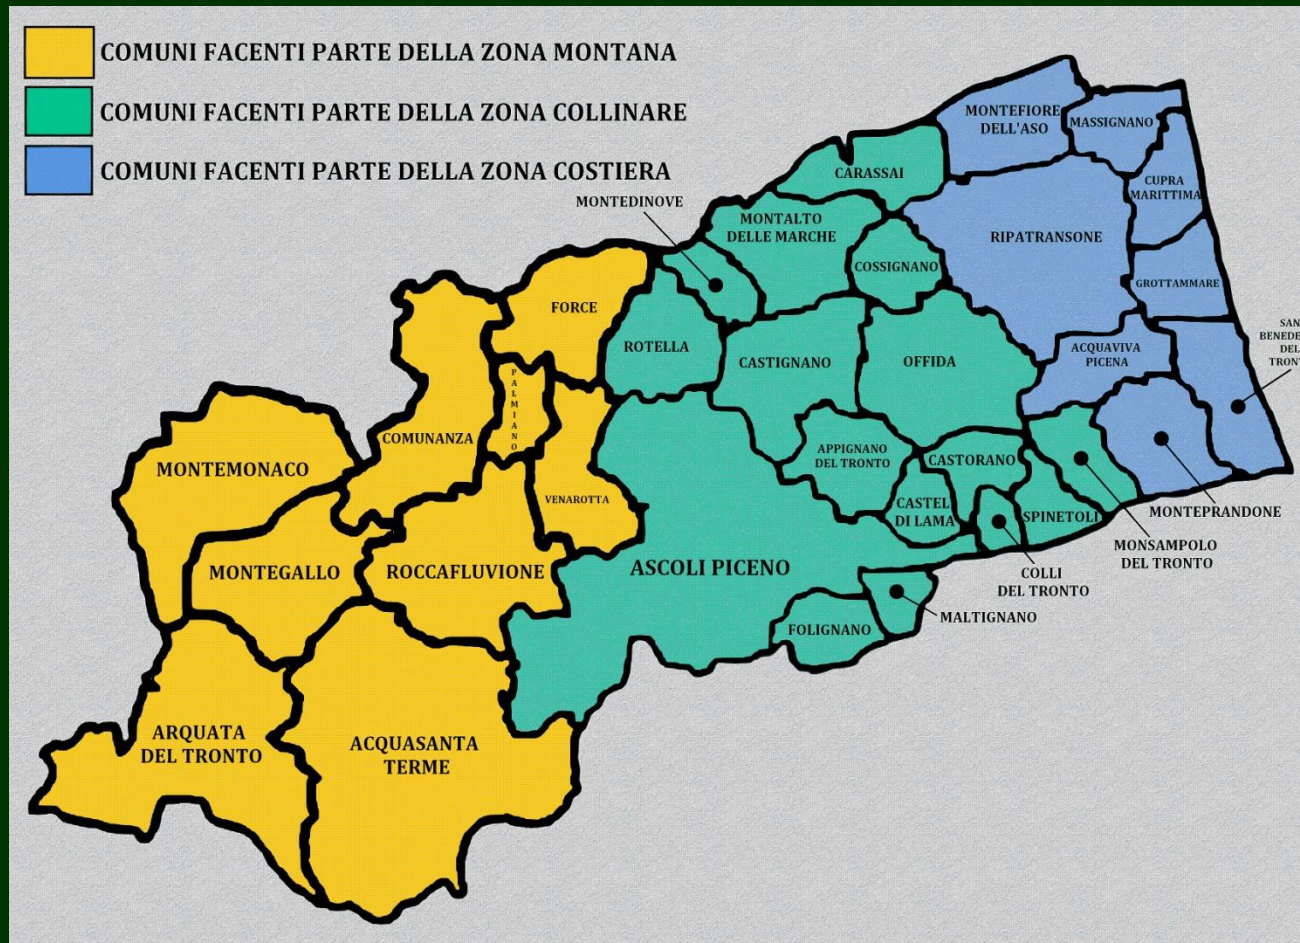 COMUNI FACENTI PARTE DELLA ZONA MONTANA
COMUNI FACENTI PARTE DELLA ZONA COLLINARE
COMUNI FACENTI PARTE DELLA ZONA COSTIERA
MONTEFIORE
DELL'ASO
MASSIGNANO
CARASSAI
CUPRA
MARITTIMA
MONTEDINOVE
MONTALTO
DELLE MARCHE
RIPATRANSONE
COSSIGNANO
GROTTAMMARE
FORCE
ROTELLA
CASTIGNANO
OFFIDA
ACQUAVIVA
PICENA
SAN
DEL
PALMIANO
COMUNANZA
MONTEMONACO
VENAROTTA
APPIGNANO
DEL TRONTO
CASTORANO
CASTEL
DI LAMA
SPINETOLI
MONTEPRANDONE
MONSAMPOLO
DEL TRONTO
COLLI
DEL TRONTO
MALTIGNANO
FOLIGNANO
ASCOLI PICENO
MONTEGALLO
ROCCAFLUVIONE
ARQUATA
DEL TRONTO
ACQUASANTA
TERME